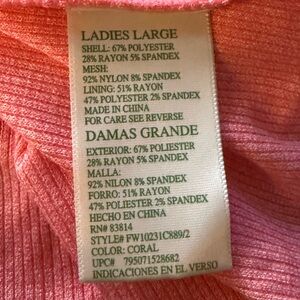 LADIES LARGE
SHELL: 67% POLYESTER
28% RAYON 5% SPANDEX
MESH:
92% NYLON 8% SPANDEX
LINING: 51% RAYON
47% POLYESTER 2% SPANDEX
MADE IN CHINA
FOR CARE SEE REVERSE
DAMAS GRANDE
EXTERIOR: 67% POLIESTER
28% RAYON 5% SPANDEX
MALLA:
92% NILON 8% SPANDEX
FORRO: 51% RAYON
47% POLIESTER 2% SPANDEX
HECHO EN CHINA
RN# 83814
STYLE# FW10231C889/2
COLOR: CORAL
UPC# 795071528682
INDICACIONES EN EL VERSO